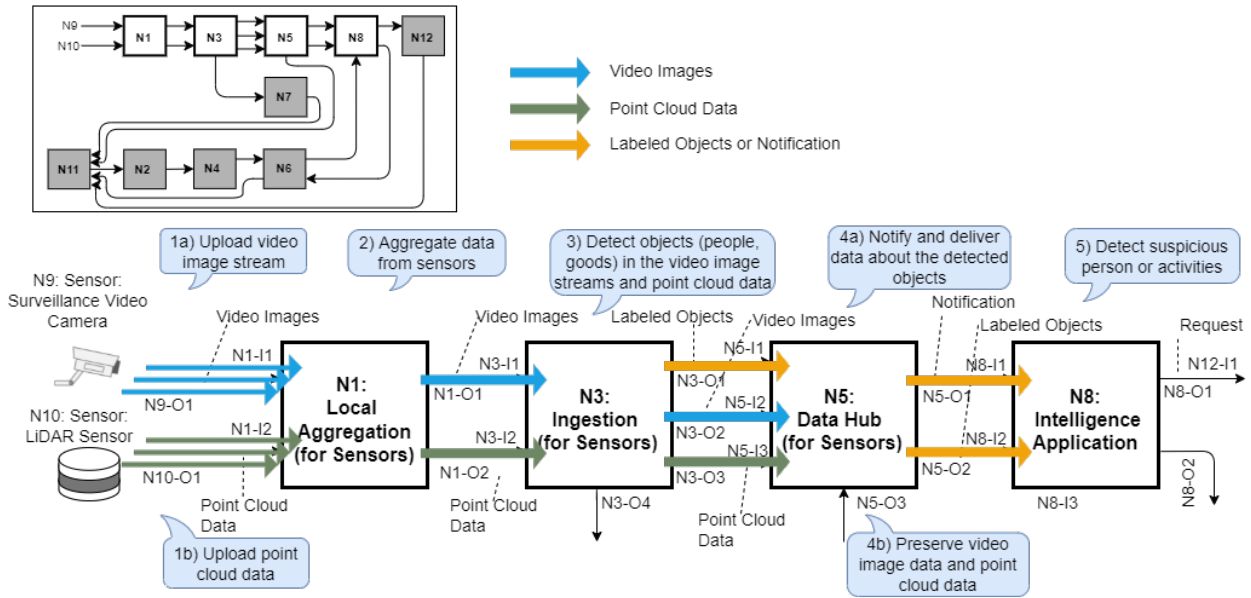 N9
N10
N1
N3
N5
N8
N12
N7
N11
N2
N4
N6
Video Images
Point Cloud Data
Labeled Objects or Notification
1a) Upload video
image stream
2) Aggregate data
from sensors
3) Detect objects (people,
goods) in the video image
streams and point cloud data
4a) Notify and deliver
data about the detected
objects
5) Detect suspicious
person or activities
N9: Sensor:
Surveillance Video
Camera
Video Images
Video Images
Labeled Objects
Video Images
Notification
Labeled Objects
Request
N1-I1
N9-O1
N3-I1
N1-O1
N5-I1
N3-O1
N5-I2
N3-O2
N8-I1
N5-O1
N12-I1
N8-O1
N10: Sensor:
LiDAR Sensor
N1-I2
N10-O1
N1:
Local
Aggregation
(for Sensors)
N3-I2
N1-O2
N3:
Ingestion
(for Sensors)
N5-I3
N3-O3
N5:
Data Hub
(for Sensors)
N8-I2
N5-O2
N8:
Intelligence
Application
N8-O2
Point Cloud
Data
Point Cloud
Data
N3-O4
Point Cloud
Data
N5-O3
N8-I3
1b) Upload point
cloud data
4b) Preserve video
image data and point
cloud data